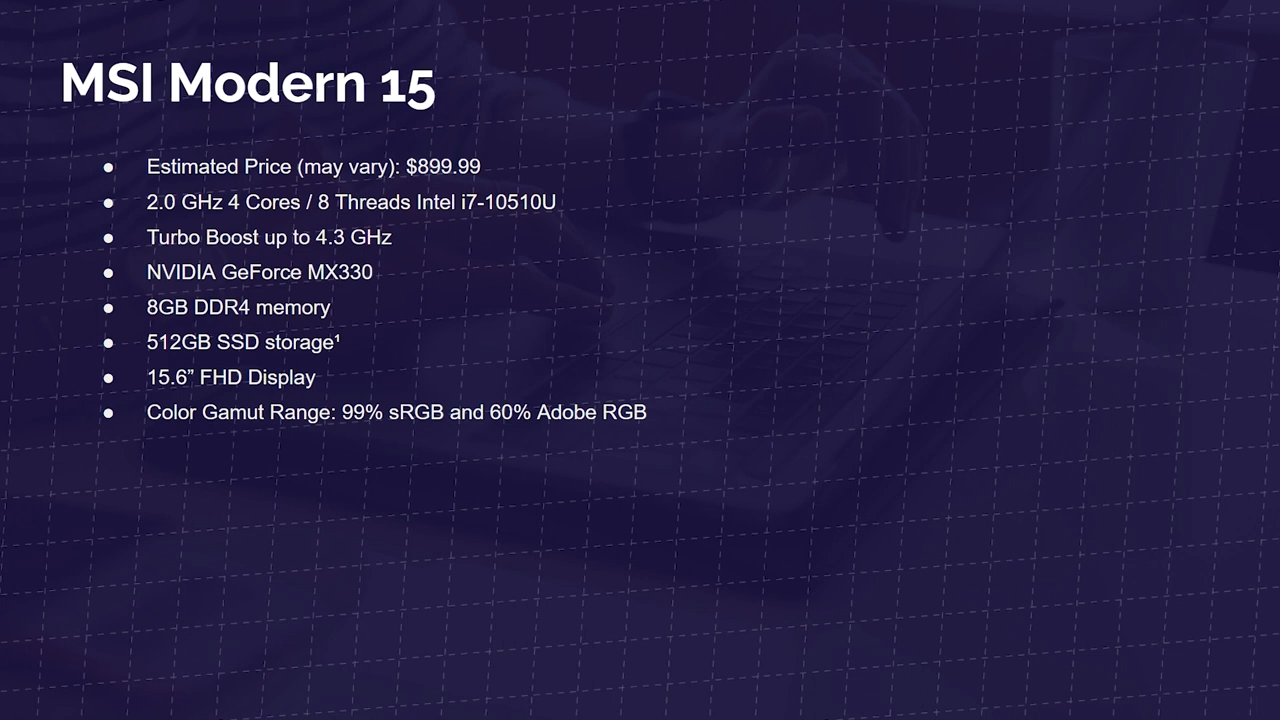 MSI Modern 15
● Estimated Price (may vary): $899.99
● 2.0 GHz 4 Cores / 8 Threads Intel i7-10510U
● Turbo Boost up to 4.3 GHz
● NVIDIA GeForce MX330
● 8GB DDR4 memory
● 512GB SSD storage¹
● 15.6” FHD Display
● Color Gamut Range: 99% sRGB and 60% Adobe RGB